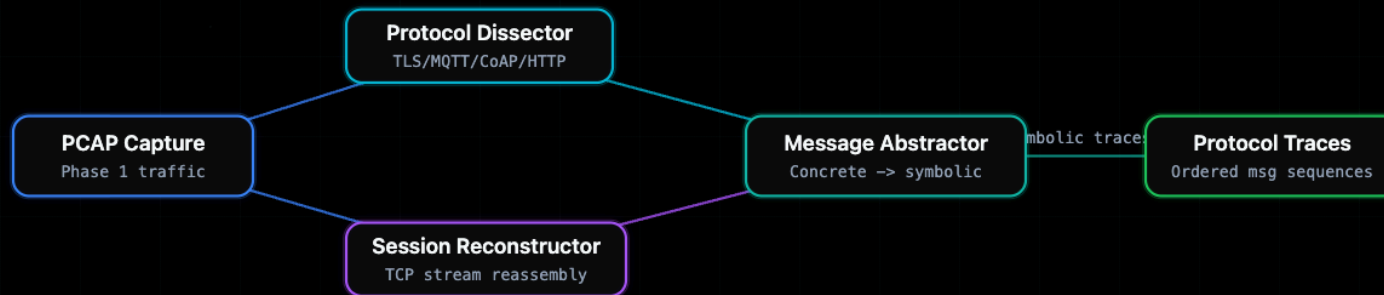 Protocol Dissector
TLS/MQTT/CoAP/HTTP
PCAP Capture
Phase 1 traffic
Message Abstractor
Concrete -> symbolic
mbolic traces
Protocol Traces
Ordered msg sequences
Session Reconstructor
TCP stream reassembly